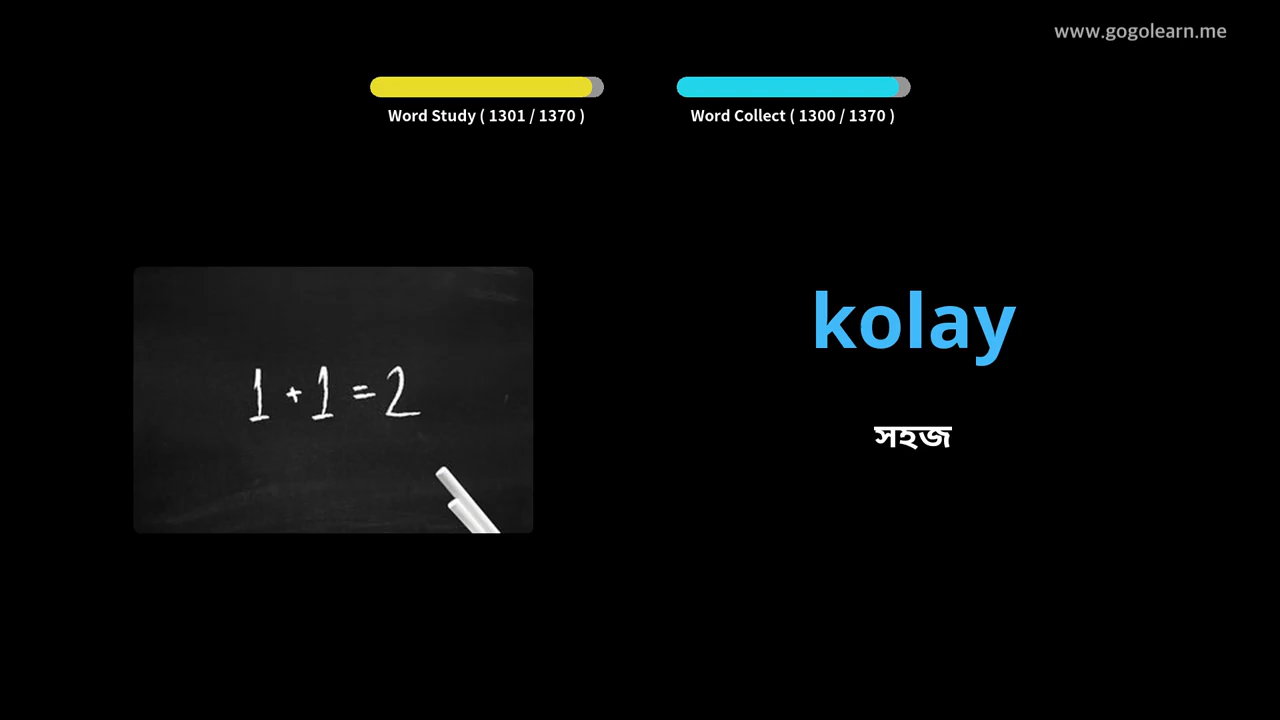 www.gogolearn.me
Word Study ( 1301 / 1370 )
Word Collect ( 1300 / 1370 )
1 + 1 = 2
kolay
সহজ